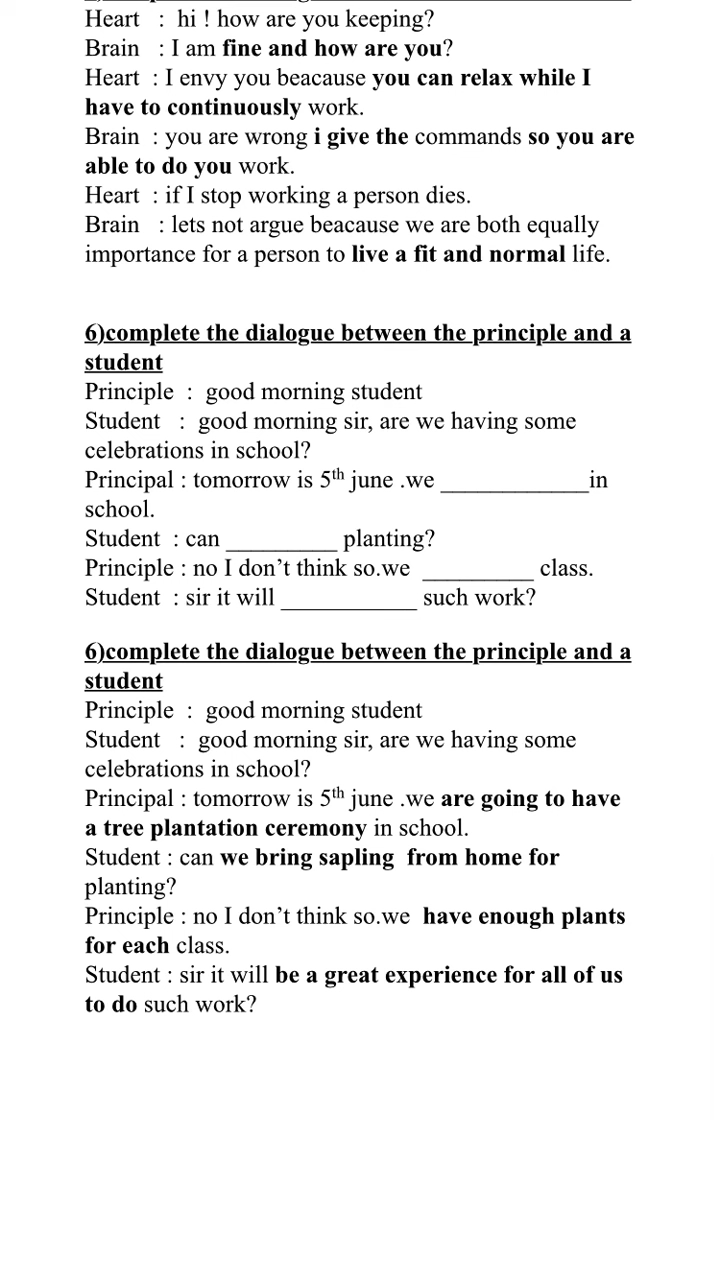 Heart : hi ! how are you keeping?
Brain : I am fine and how are you?
Heart : I envy you beacause you can relax while I
have to continuously work.
Brain : you are wrong i give the commands so you are
able to do you work.
Heart : if I stop working a person dies.
Brain : lets not argue beacause we are both equally
importance for a person to live a fit and normal life.
6)complete the dialogue between the principle and a
student
Principle : good morning student
Student : good morning sir, are we having some
celebrations in school?
Principal : tomorrow is 5th june .we ____________in
school.
Student : can _________ planting?
Principle : no I don’t think so.we _________ class.
Student : sir it will ___________ such work?
6)complete the dialogue between the principle and a
student
Principle : good morning student
Student : good morning sir, are we having some
celebrations in school?
Principal : tomorrow is 5th june .we are going to have
a tree plantation ceremony in school.
Student : can we bring sapling from home for
planting?
Principle : no I don’t think so.we have enough plants
for each class.
Student : sir it will be a great experience for all of us
to do such work?